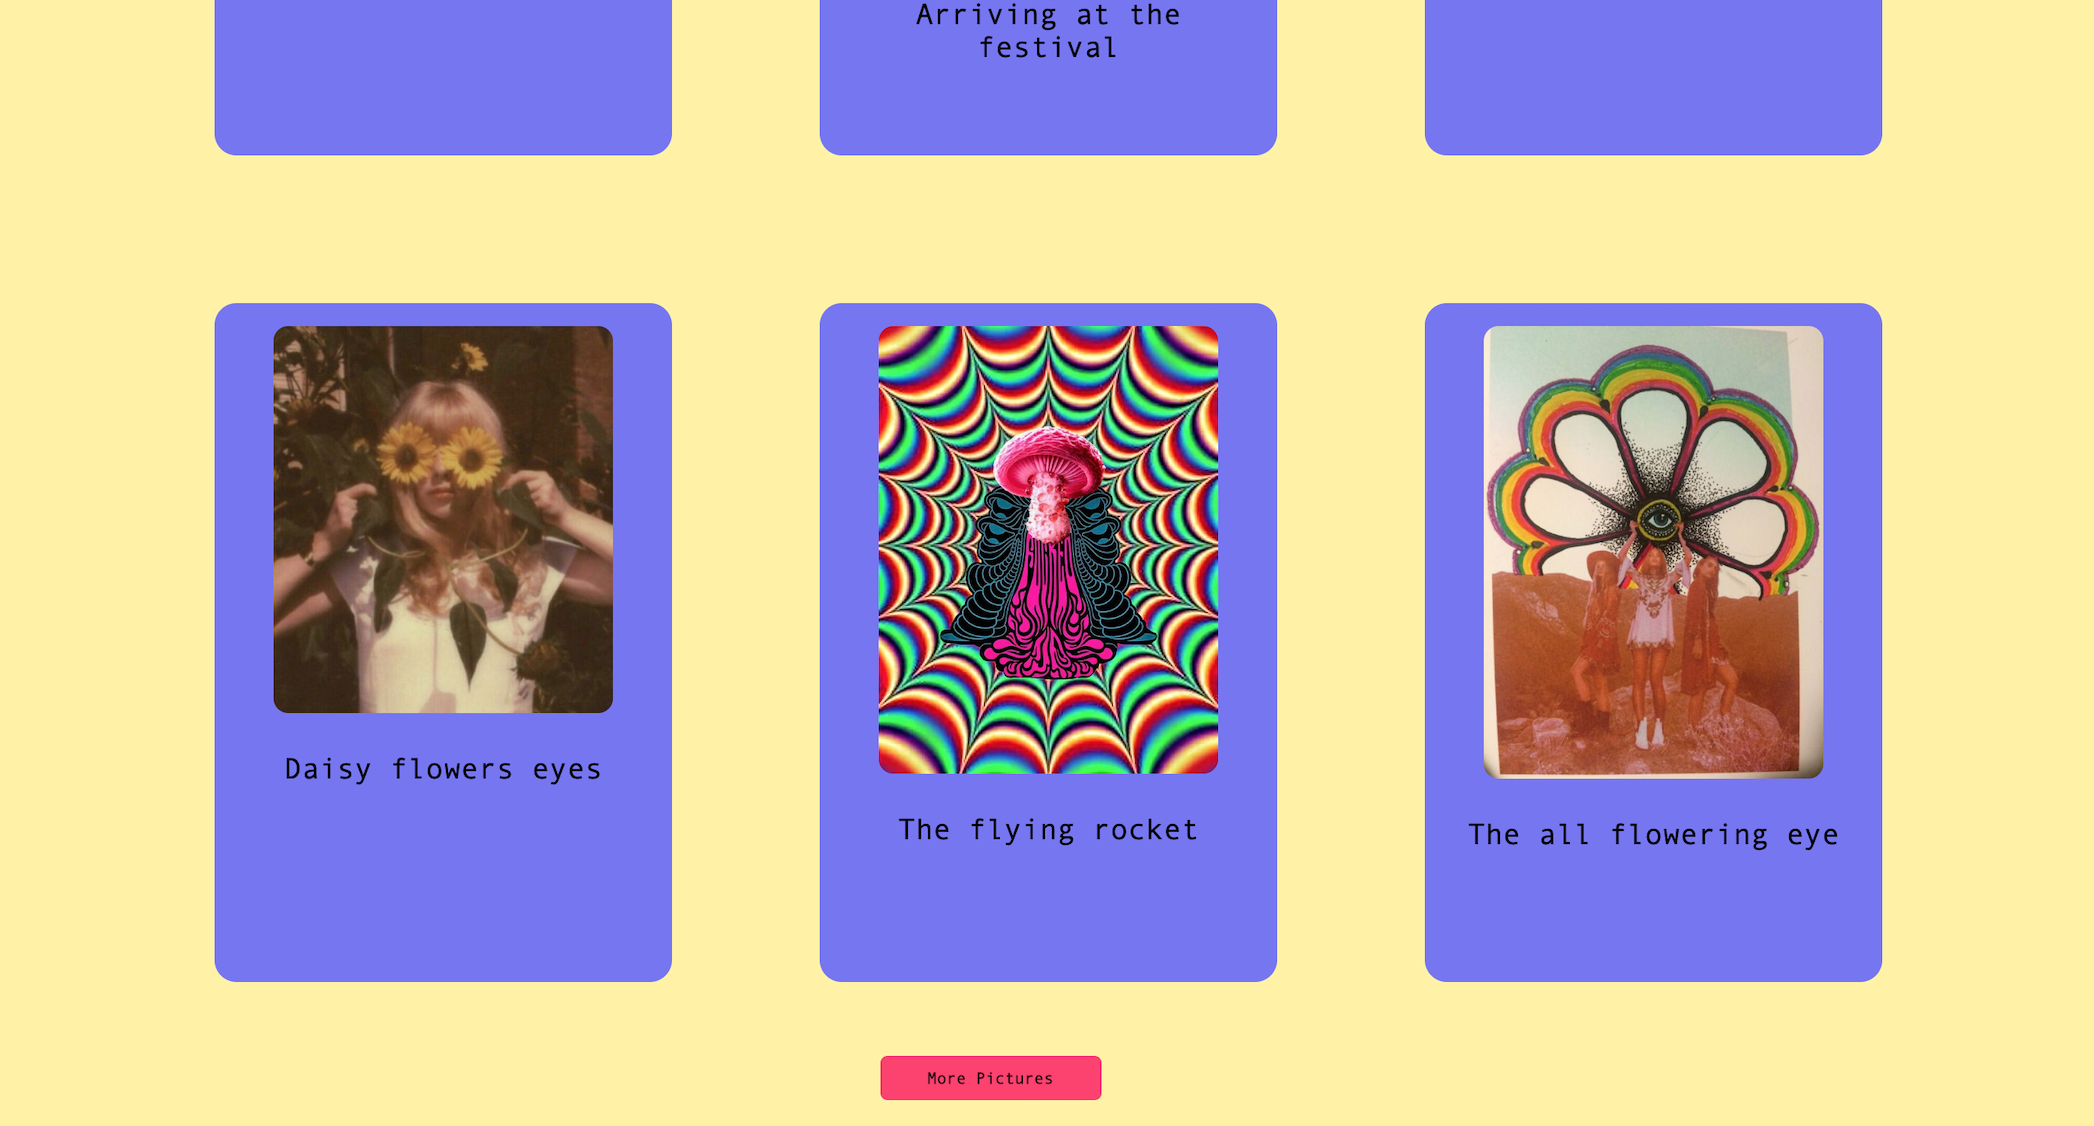 Arriving at the
festival
Daisy flowers eyes
The flying rocket
The all flowering eye
More Pictures